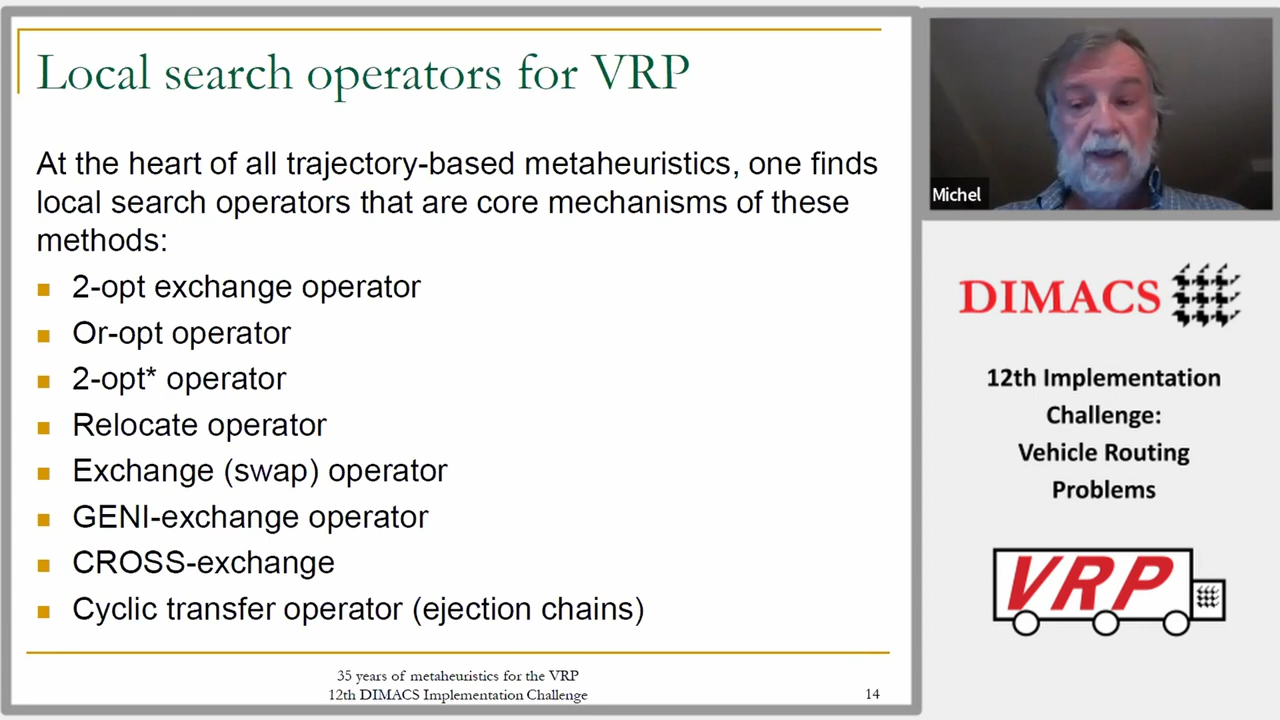 Local search operators for VRP
At the heart of all trajectory-based metaheuristics, one finds
local search operators that are core mechanisms of these
methods:
2-opt exchange operator
Or-opt operator
2-opt* operator
Relocate operator
Exchange (swap) operator
GENI-exchange operator
CROSS-exchange
Cyclic transfer operator (ejection chains)
35 years of metaheuristics for the VRP
12th DIMACS Implementation Challenge
14
Michel
DIMACS
12th Implementation
Challenge:
Vehicle Routing
Problems
VRP